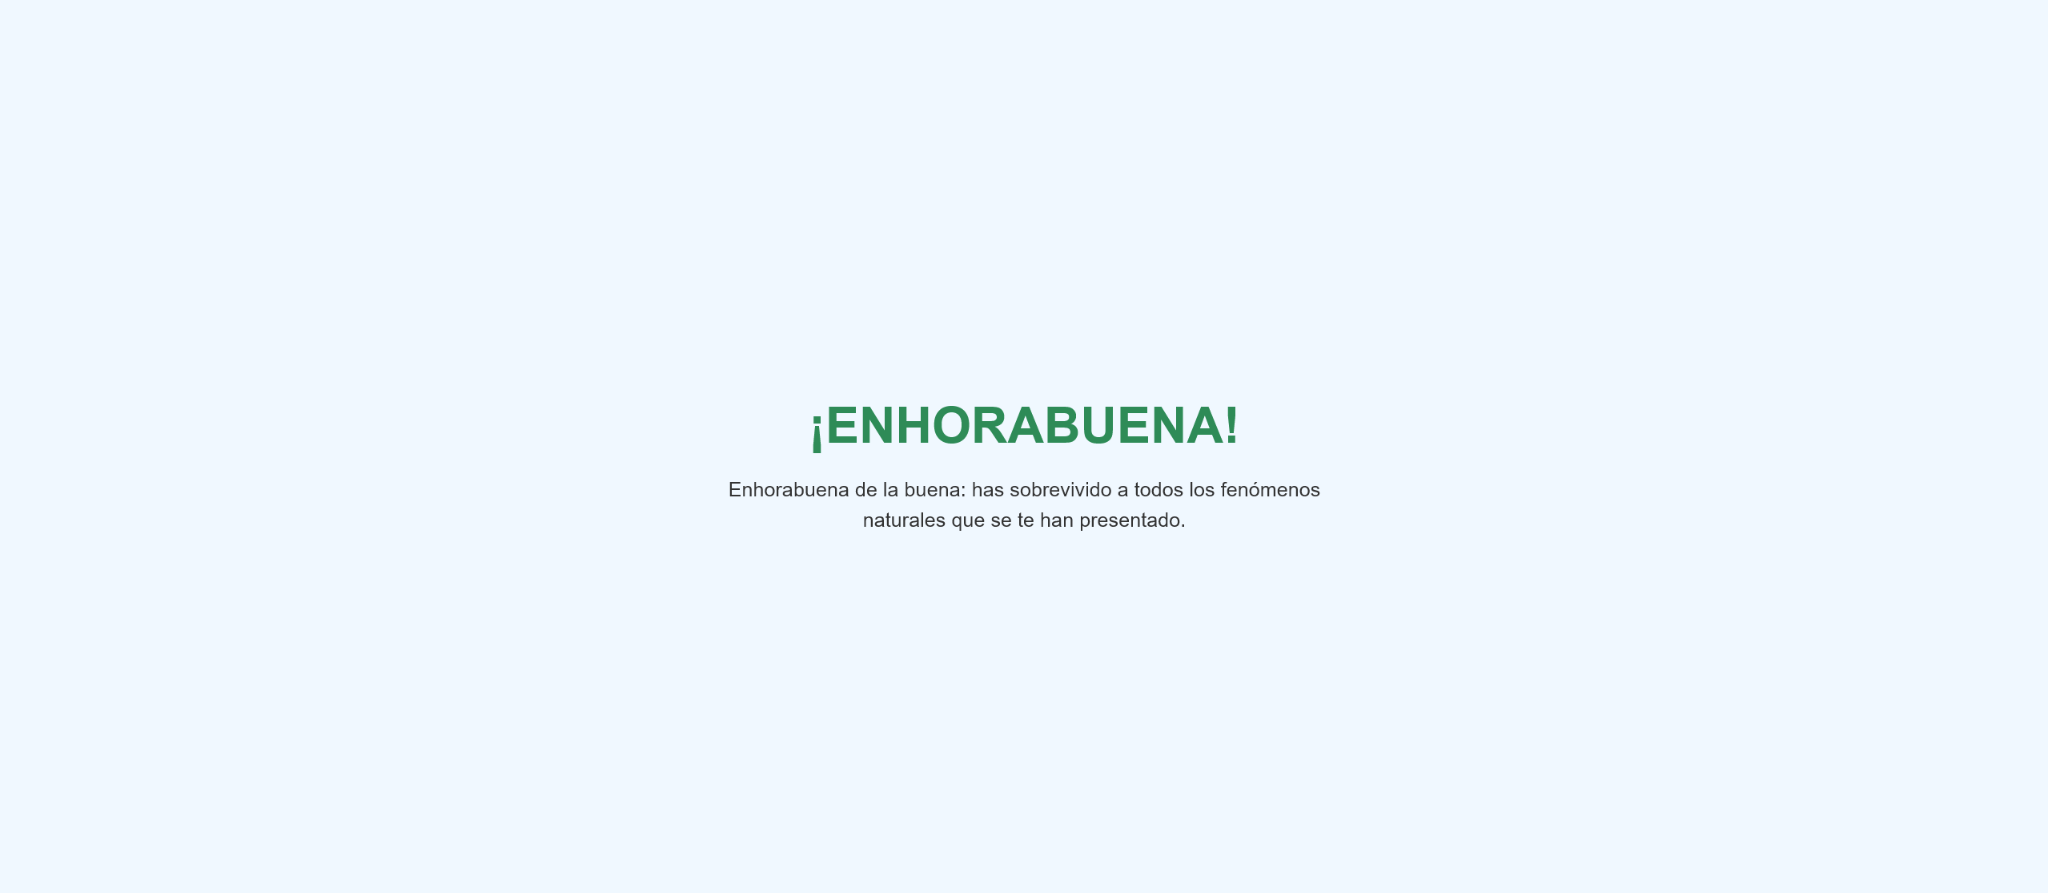 ¡ENHORABUENA!
Enhorabuena de la buena: has sobrevivido a todos los fenómenos
naturales que se te han presentado.